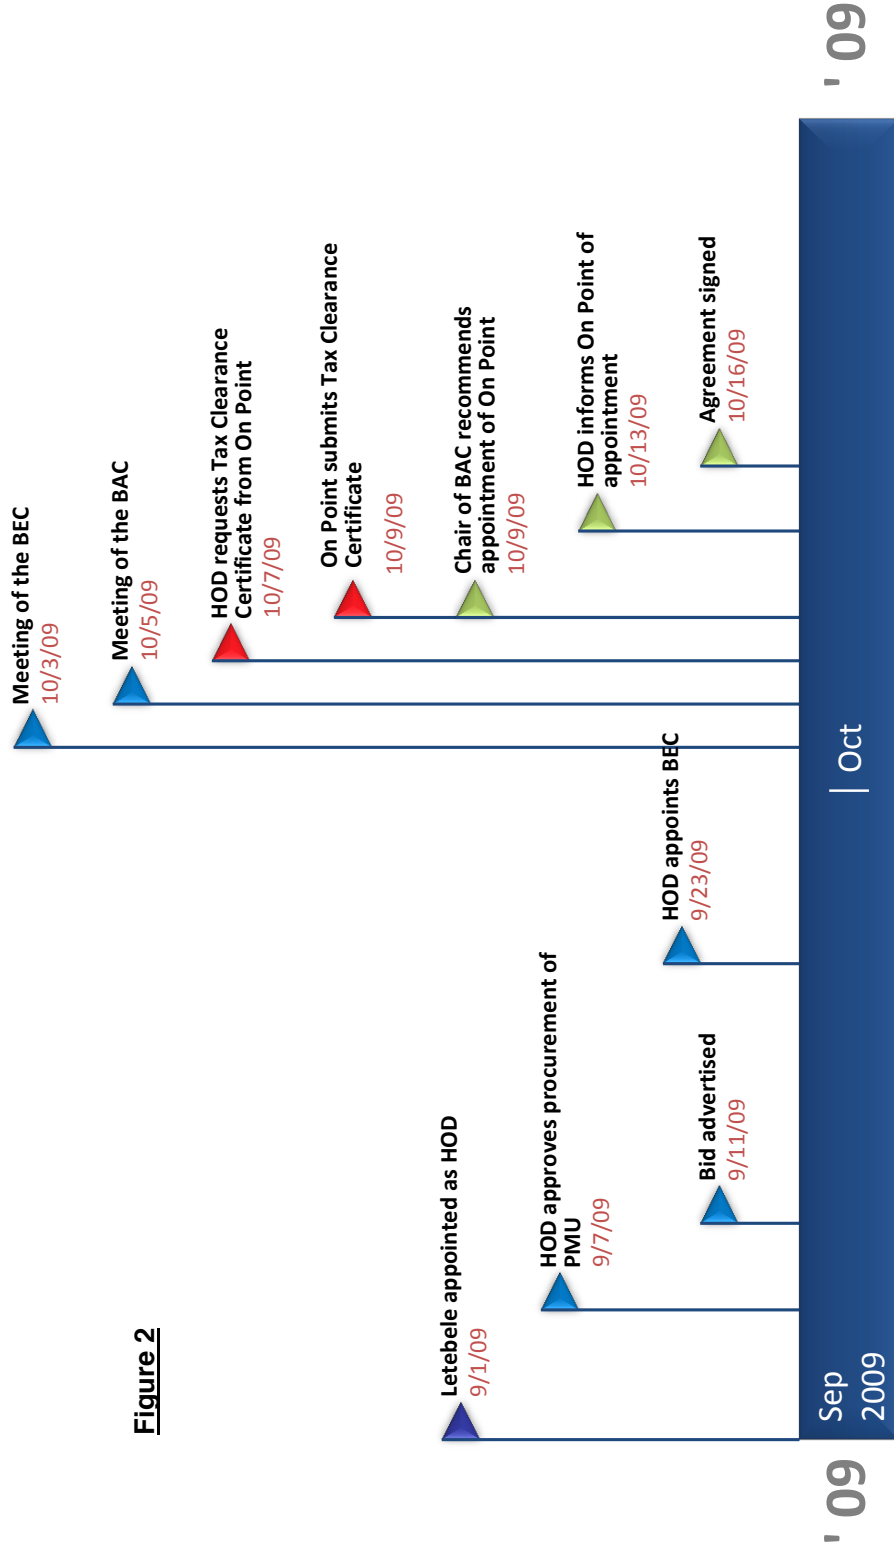 Figure 2
Meeting of the BEC
10/3/09
Meeting of the BAC
10/5/09
HOD requests Tax Clearance
Certificate from On Point
10/7/09
On Point submits Tax Clearance
Certificate
10/9/09
Letebele appointed as HOD
9/1/09
Chair of BAC recommends
appointment of On Point
10/9/09
HOD approves procurement of
PMU
9/7/09
HOD informs On Point of
appointment
10/13/09
HOD appoints BEC
9/23/09
Bid advertised
9/11/09
Agreement signed
10/16/09
' 09
Sep
2009
| Oct
' 09